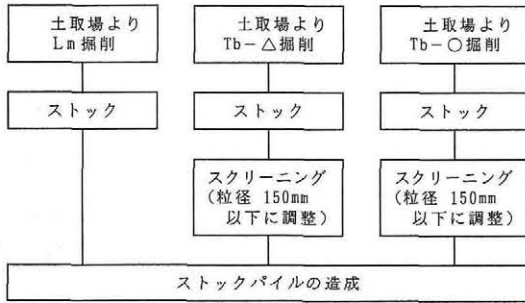 土取場より
Lm掘削
土取場より
Tb-△掘削
土取場より
Tb-○掘削
ストック
ストック
ストック
スクリーニング
(粒径 150mm
以下に調整)
スクリーニング
(粒径 150mm
以下に調整)
ストックパイルの造成